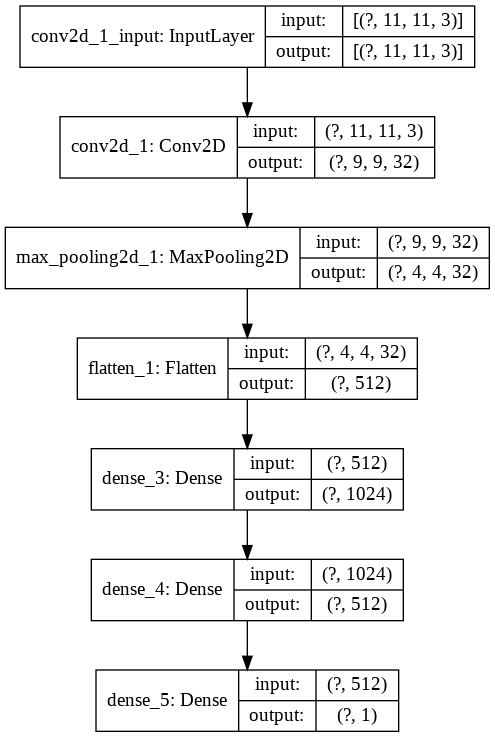 conv2d_1_input: InputLayer
input: [(?, 11, 11, 3)]
output: [(?, 11, 11, 3)]
conv2d_1: Conv2D
input: (?, 11, 11, 3)
output: (?, 9, 9, 32)
max_pooling2d_1: MaxPooling2D
input: (?, 9, 9, 32)
output: (?, 4, 4, 32)
flatten_1: Flatten
input: (?, 4, 4, 32)
output: (?, 512)
dense_3: Dense
input: (?, 512)
output: (?, 1024)
dense_4: Dense
input: (?, 1024)
output: (?, 512)
dense_5: Dense
input: (?, 512)
output: (?, 1)